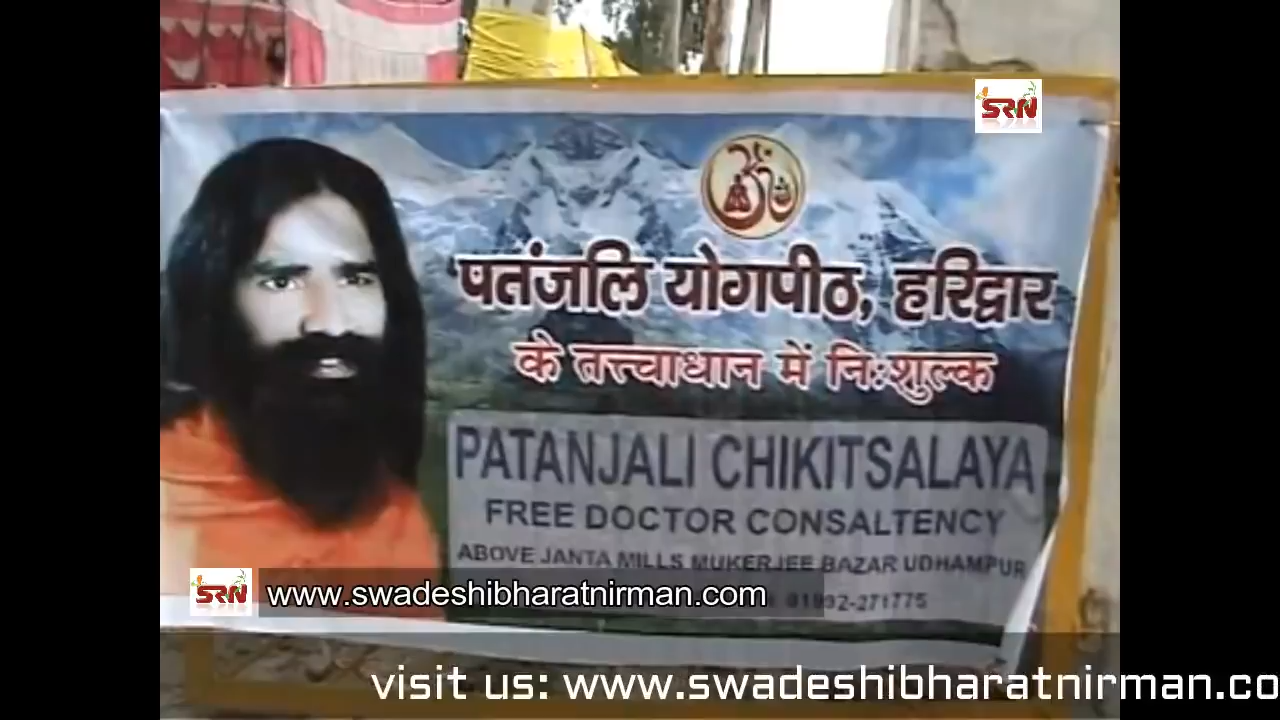 SRN
पतंजलि योगपीठ, हरिद्वार
के तत्त्चाधान में निःशुल्क
PATANJALI CHIKITSALAYA
FREE DOCTOR CONSALTENCY
ABOVE JANTA MILLS MUKERJEE BAZAR UDHAMPUR
01992-271775
SRN www.swadeshibharatnirman.com
visit us: www.swadeshibharatnirman.co